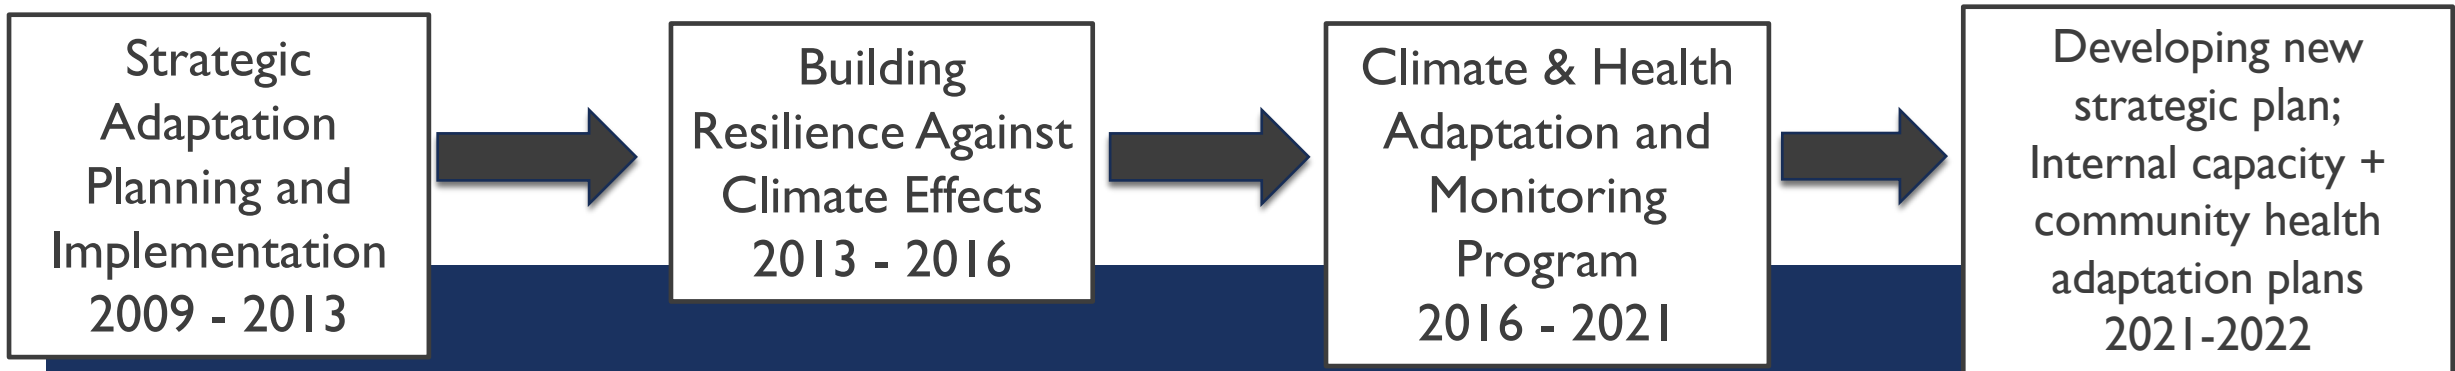 Strategic
Adaptation
Planning and
Implementation
2009 - 2013
Building
Resilience Against
Climate Effects
2013 - 2016
Climate & Health
Adaptation and
Monitoring
Program
2016 - 2021
Developing new
strategic plan;
Internal capacity +
community health
adaptation plans
2021-2022